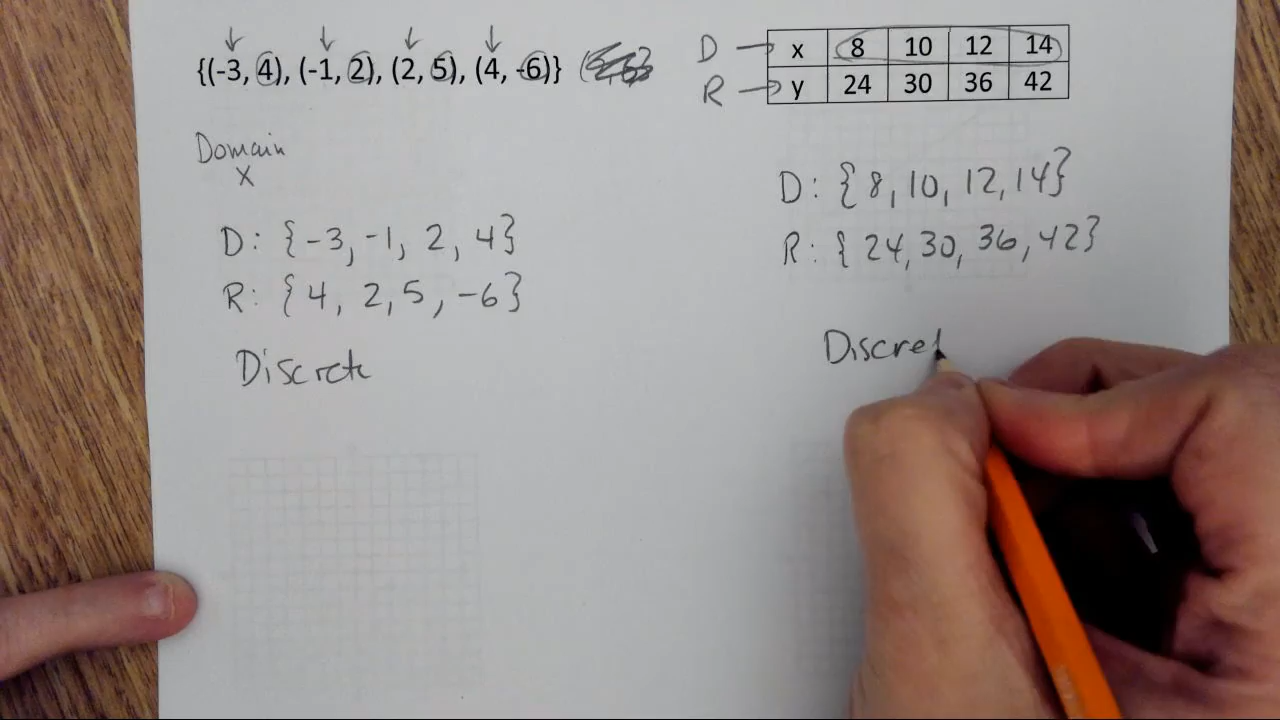 {(-3, 4), (-1, 2), (2, 5), (4, -6)}
Domain
X
D: {-3, -1, 2, 4}
R: {4, 2, 5, -6}
Discrete
D → x 8 10 12 14
R → y 24 30 36 42
D: {8, 10, 12, 14}
R: {24, 30, 36, 42}
Discret